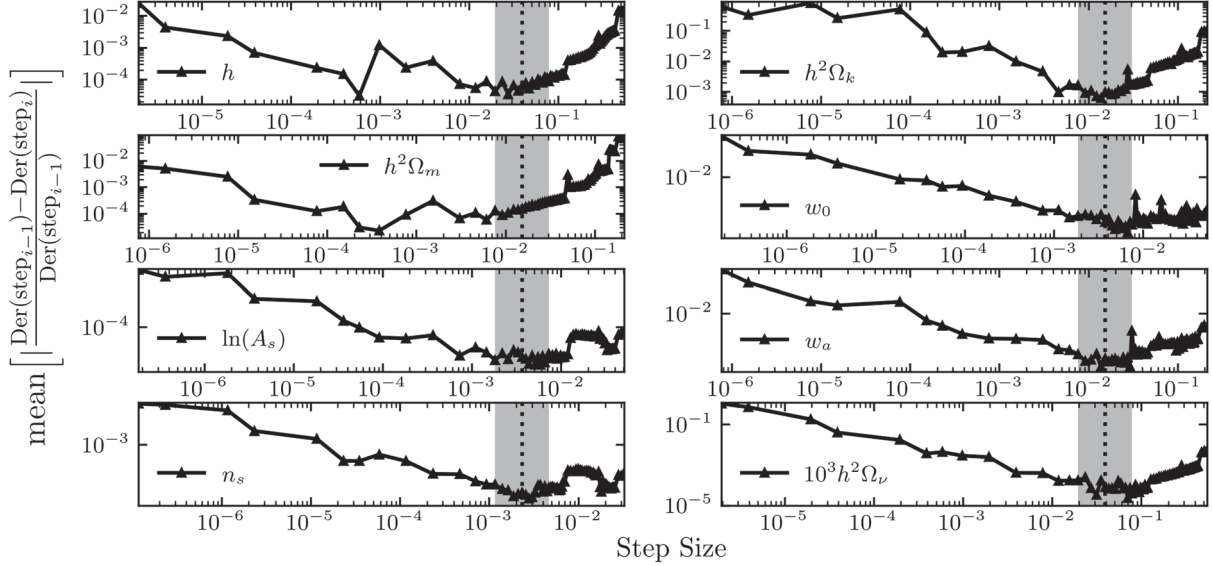 mean[|Der(step_{i−1})−Der(step_i) / Der(step_{i−1})|]
10^{-2}
10^{-3}
10^{-4}
h
10^{-5} 10^{-4} 10^{-3} 10^{-2} 10^{-1}
10^{-1}
10^{-2}
10^{-3}
h^2Ω_k
10^{-6} 10^{-5} 10^{-4} 10^{-3} 10^{-2} 10^{-1}
10^{-2}
10^{-3}
10^{-4}
h^2Ω_m
10^{-6} 10^{-5} 10^{-4} 10^{-3} 10^{-2} 10^{-1}
10^{-2}
w_0
10^{-6} 10^{-5} 10^{-4} 10^{-3} 10^{-2} 10^{-1}
10^{-4}
ln(A_s)
10^{-6} 10^{-5} 10^{-4} 10^{-3} 10^{-2}
10^{-2}
w_a
10^{-6} 10^{-5} 10^{-4} 10^{-3} 10^{-2} 10^{-1}
10^{-3}
n_s
10^{-6} 10^{-5} 10^{-4} 10^{-3} 10^{-2}
10^{-1}
10^{-5}
10^3h^2Ω_ν
10^{-5} 10^{-4} 10^{-3} 10^{-2} 10^{-1}
Step Size